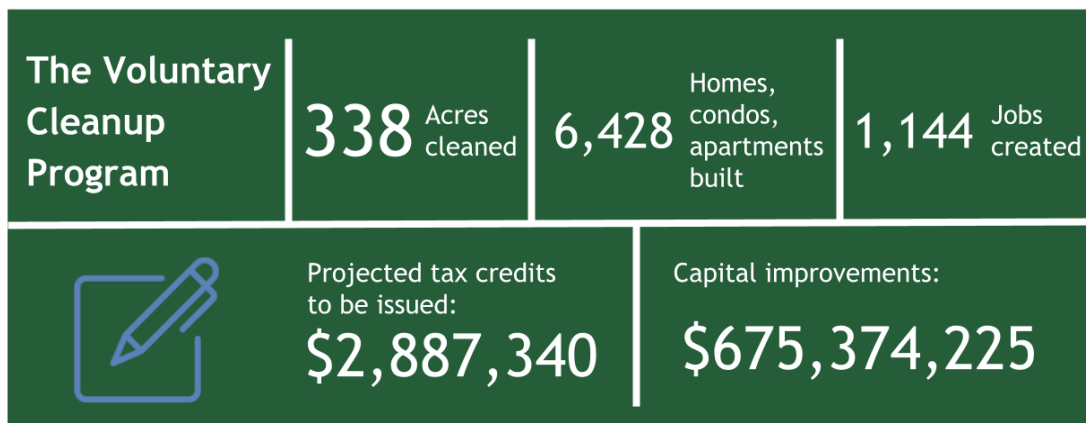 The Voluntary
Cleanup
Program
338
Acres
cleaned
6,428
Homes,
condos,
apartments
built
1,144
Jobs
created
Projected tax credits
to be issued:
$2,887,340
Capital improvements:
$675,374,225